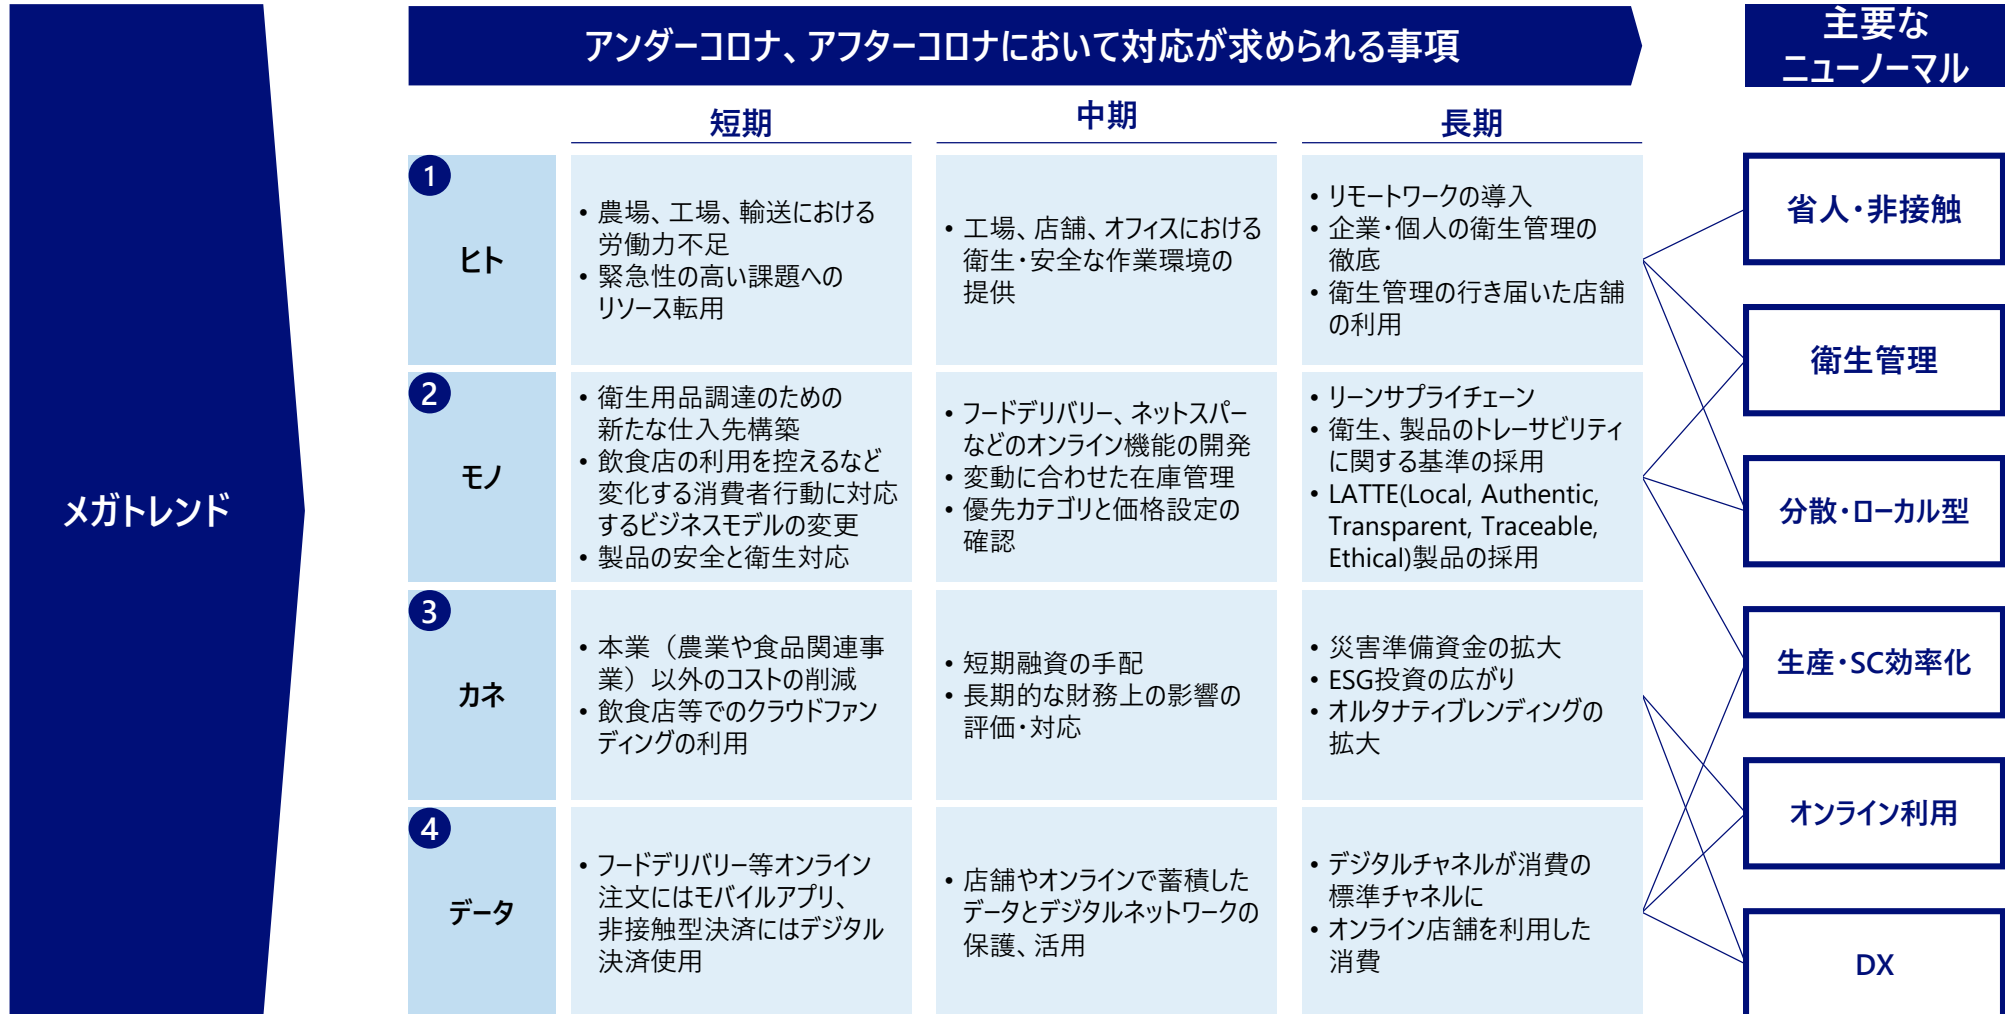 メガトレンド
アンダーコロナ、アフターコロナにおいて対応が求められる事項
主要な
ニューノーマル
短期
中期
長期
1
ヒト
• 農場、工場、輸送における
労働力不足
• 緊急性の高い課題への
リソース転用
• 工場、店舗、オフィスにおける
衛生・安全な作業環境の
提供
• リモートワークの導入
• 企業・個人の衛生管理の
徹底
• 衛生管理の行き届いた店舗
の利用
2
モノ
• 衛生用品調達のための
新たな仕入先構築
• 飲食店の利用を控えるなど
変化する消費者行動に対応
するビジネスモデルの変更
• 製品の安全と衛生対応
• フードデリバリー、ネットスパー
などのオンライン機能の開発
• 変動に合わせた在庫管理
• 優先カテゴリと価格設定の
確認
• リーンサプライチェーン
• 衛生、製品のトレーサビリティ
に関する基準の採用
• LATTE(Local, Authentic,
Transparent, Traceable,
Ethical)製品の採用
3
カネ
• 本業（農業や食品関連事
業）以外のコストの削減
• 飲食店等でのクラウドファン
ディングの利用
• 短期融資の手配
• 長期的な財務上の影響の
評価・対応
• 災害準備資金の拡大
• ESG投資の広がり
• オルタナティブレンディングの
拡大
4
データ
• フードデリバリー等オンライン
注文にはモバイルアプリ、
非接触型決済にはデジタル
決済使用
• 店舗やオンラインで蓄積した
データとデジタルネットワークの
保護、活用
• デジタルチャネルが消費の
標準チャネルに
• オンライン店舗を利用した
消費
省人・非接触
衛生管理
分散・ローカル型
生産・SC効率化
オンライン利用
DX